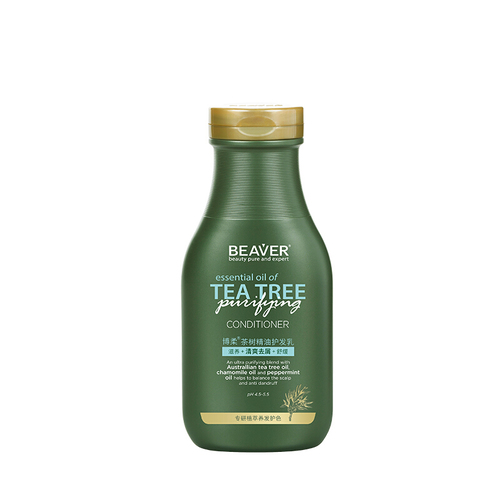 BEAVER®
beauty pure and expert
essential oil of
TEA TREE
purifying
CONDITIONER
博柔®茶树精油护发乳
滋养 + 清爽去屑 + 舒缓
An ultra purifying blend with
Austrailian tea tree oil,
chamomile oil and peppermint
oil helps to balance the scalp
and anti dandruff
pH 4.5-5.5
专研植萃养发护色